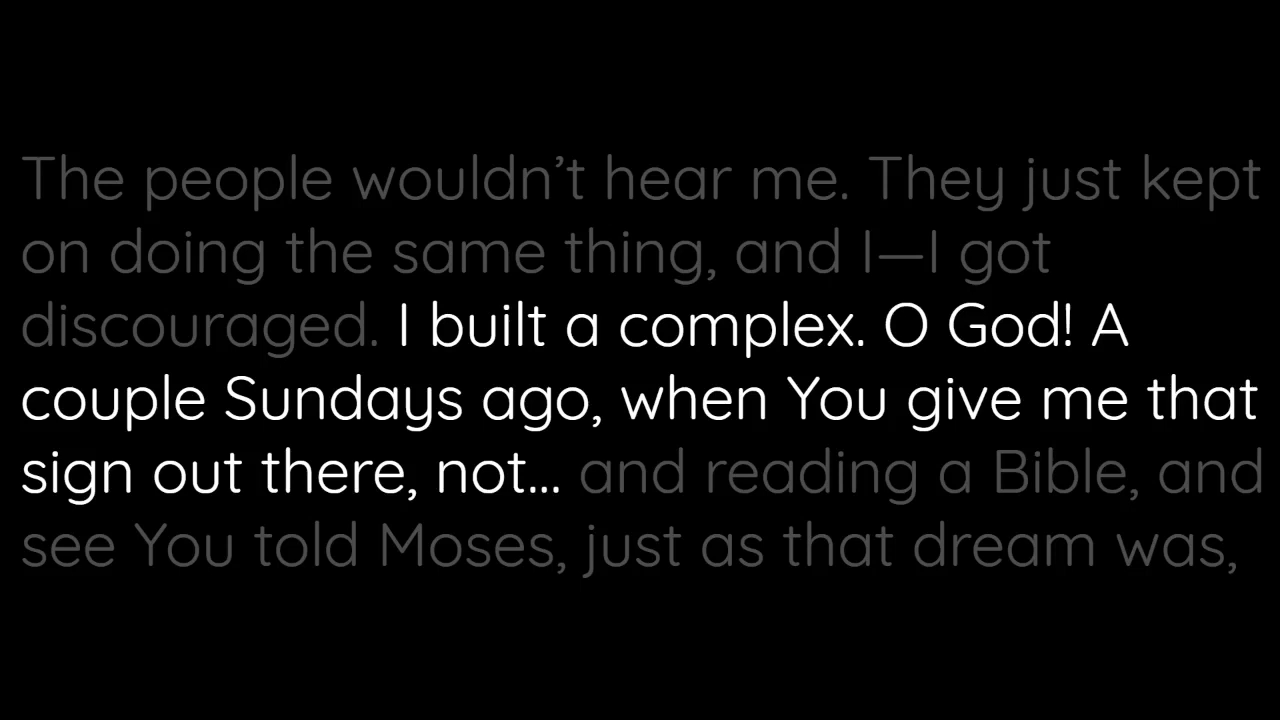 The people wouldn’t hear me. They just kept
on doing the same thing, and I—I got
discouraged. I built a complex. O God! A
couple Sundays ago, when You give me that
sign out there, not... and reading a Bible, and
see You told Moses, just as that dream was,